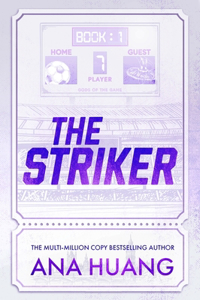 BOOK: 1
HOME
GUEST
7
PLAYER
THE
STRIKER
THE MULTI-MILLION COPY BESTSELLING AUTHOR
ANA HUANG